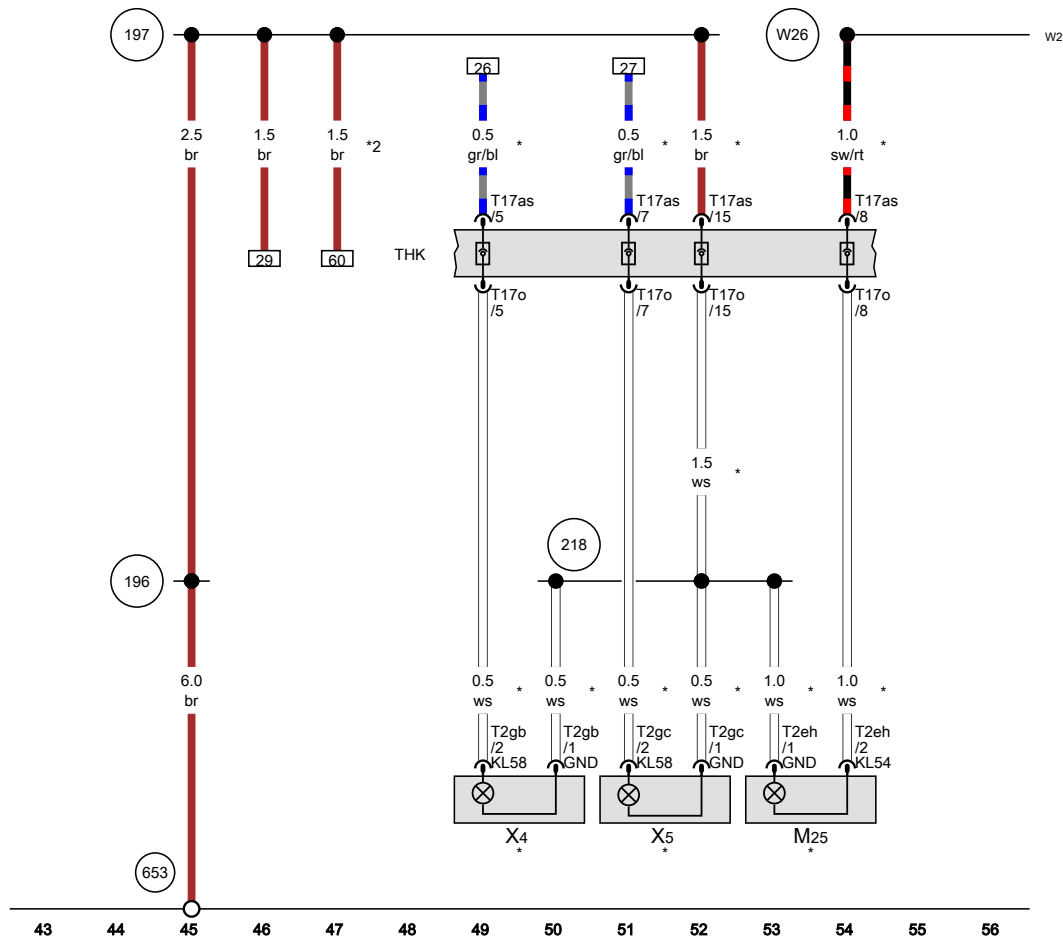 197
W26
W2
26
27
2.5
br
1.5
br
1.5
br
*2
0.5
gr/bl
*
0.5
gr/bl
*
1.5
br
*
1.0
sw/rt
*
T17as
/5
T17as
/7
T17as
/15
T17as
/8
29
60
THK
T17o
/5
T17o
/7
T17o
/15
T17o
/8
1.5
ws
*
218
196
6.0
br
0.5
ws
*
0.5
ws
*
0.5
ws
*
0.5
ws
*
1.0
ws
*
1.0
ws
*
T2gb
/2
KL58
T2gb
/1
GND
T2gc
/2
KL58
T2gc
/1
GND
T2eh
/1
GND
T2eh
/2
KL54
X4
*
X5
*
M25
*
653
43 44 45 46 47 48 49 50 51 52 53 54 55 56